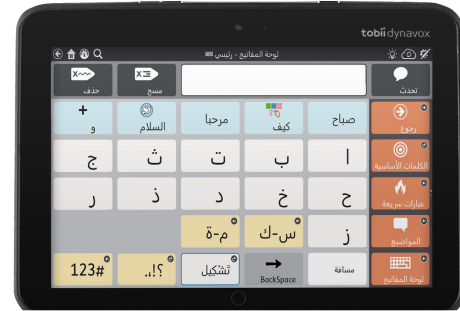 tobii dynavox
لوحة المفاتيح - رئيسي
تحدث
مسح
حذف
رجوع
صباح
كيف
مرحبا
السلام
+
و
الكلمات الأساسية
ا
ب
ت
ث
ج
عبارات سريعة
ح
خ
د
ذ
ر
المواضيع
ز
س-ك
م-ة
لوحة المفاتيح
مسافة
BackSpace
تَشْكِيل
.,!؟
123#